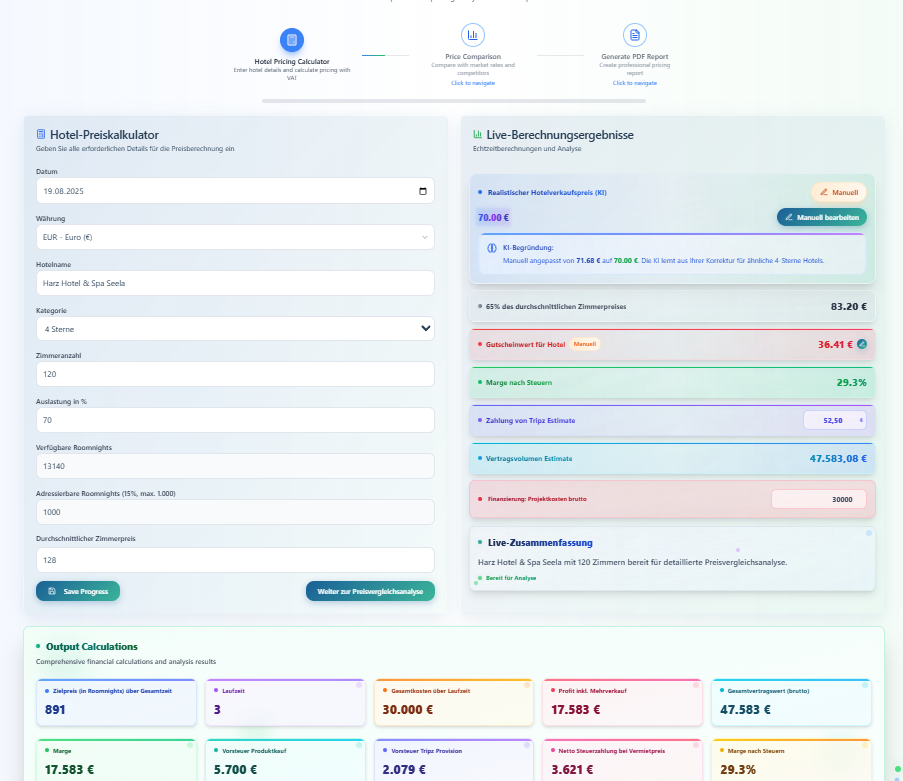 Hotel Pricing Calculator
Enter hotel details and calculate pricing with
VAT
Price Comparison
Compare with market rates and
competitors
Click to navigate
Generate PDF Report
Create professional pricing
report
Click to navigate
Hotel-Preiskalkulator
Geben Sie alle erforderlichen Details für die Preisberechnung ein
Datum
19.08.2025
Währung
EUR - Euro (€)
Hotelname
Harz Hotel & Spa Seela
Kategorie
4 Sterne
Zimmeranzahl
120
Auslastung in %
70
Verfügbare Roomnights
13140
Adressierbare Roomnights (15%, max. 1.000)
1000
Durchschnittlicher Zimmerpreis
128
Save Progress
Weiter zur Preisvergleichsanalyse
Live-Berechnungsergebnisse
Echtzeitberechnungen und Analyse
Realistischer Hotelverkaufspreis (KI)
Manuell
70.00 €
Manuell bearbeiten
KI-Begründung:
Manuell angepasst von 71.68 € auf 70.00 €. Die KI lernt aus Ihrer Korrektur für ähnliche 4-Sterne Hotels.
65% des durchschnittlichen Zimmerpreises
83.20 €
Gutscheinwert für Hotel
Manuell
36.41 €
Marge nach Steuern
29.3%
Zahlung von Tripz Estimate
52,50 €
Vertragsvolumen Estimate
47.583,08 €
Finanzierung: Projektkosten brutto
30000
Live-Zusammenfassung
Harz Hotel & Spa Seela mit 120 Zimmern bereit für detaillierte Preisvergleichsanalyse.
Bereit für Analyse
Output Calculations
Comprehensive financial calculations and analysis results
Zielpreis (in Roomnights) über Gesamtzeit
891
Laufzeit
3
Gesamtkosten über Laufzeit
30.000 €
Profit inkl. Mehrverkauf
17.583 €
Gesamtvertragswert (brutto)
47.583 €
Marge
17.583 €
Vorsteuer Produktkauf
5.700 €
Vorsteuer Tripz Provision
2.079 €
Netto Steuerzahlung bei Vermietpreis
3.621 €
Marge nach Steuern
29.3%